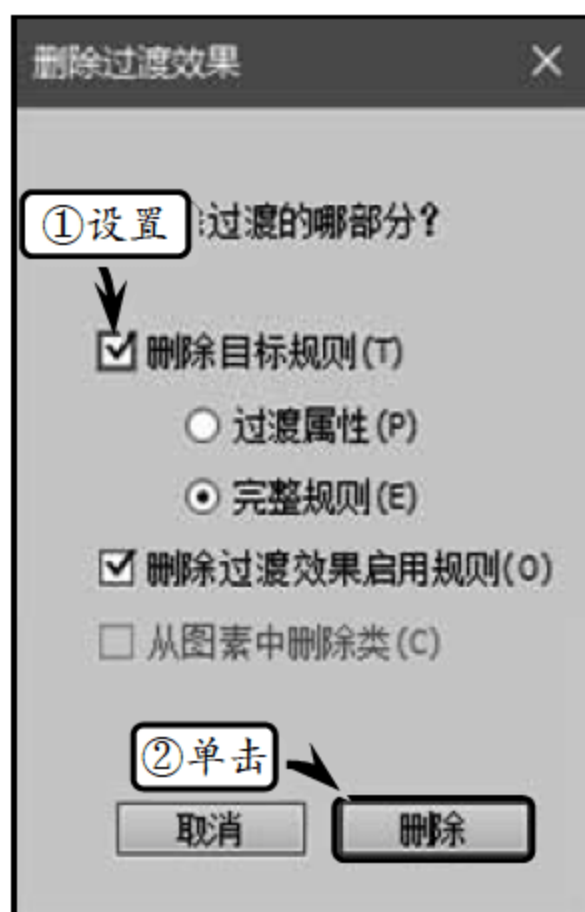 删除过渡效果
①设置 过渡的哪部分？
删除目标规则(T)
过渡属性(P)
完整规则(E)
删除过渡效果启用规则(O)
从图素中删除类(C)
②单击
取消 删除